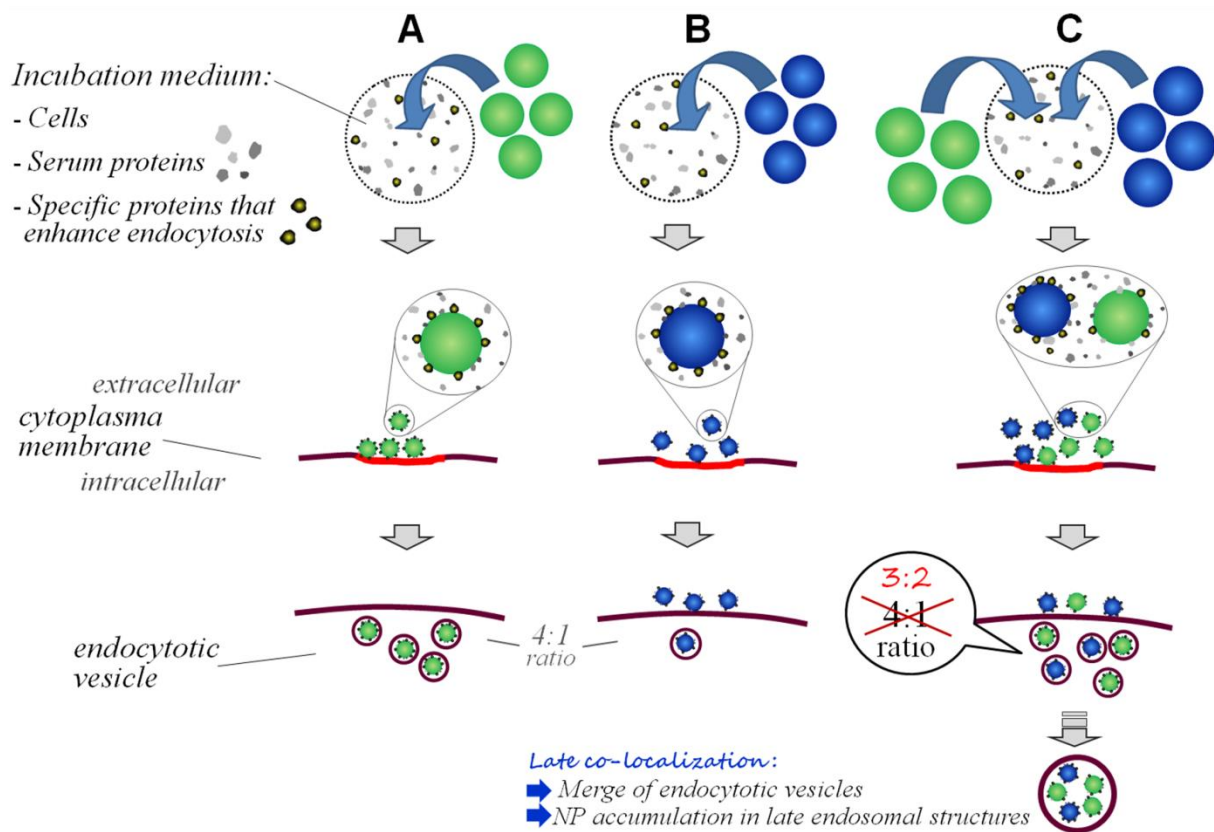 A
B
C
Incubation medium:
- Cells
- Serum proteins
- Specific proteins that
enhance endocytosis
extracellular
cytoplasma
membrane
intracellular
endocytotic
vesicle
4:1
ratio
3:2
4:1
ratio
Late co-localization:
Merge of endocytotic vesicles
NP accumulation in late endosomal structures